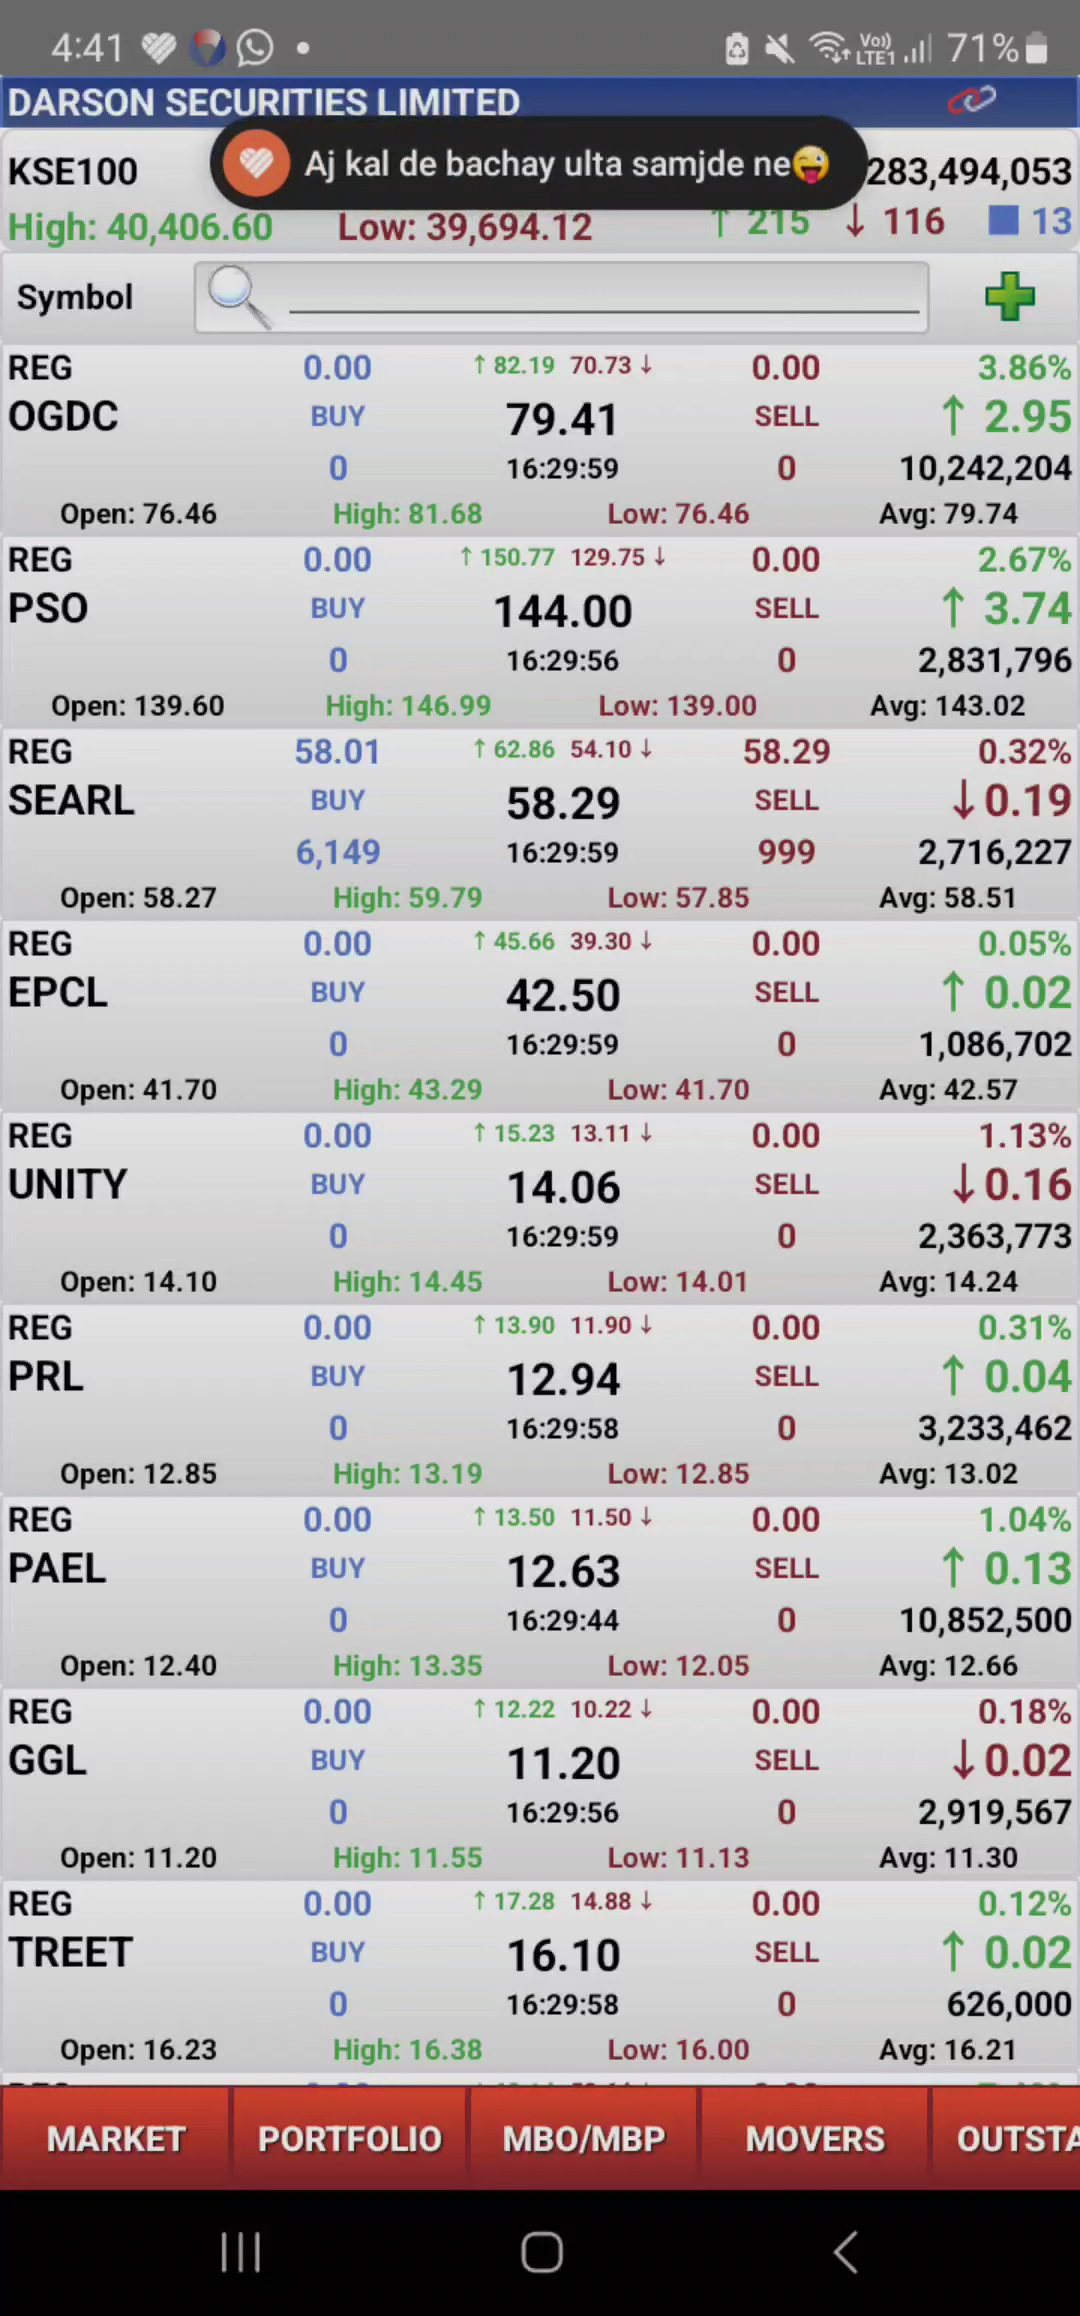 4:41 Vo)) LTE1 71%
DARSON SECURITIES LIMITED
KSE100 Aj kal de bachay ulta samjde ne😜 283,494,053
High: 40,406.60 Low: 39,694.12 ↑ 215 ↓ 116 13
Symbol
REG 0.00 ↑ 82.19 70.73 ↓ 0.00 3.86%
OGDC BUY 79.41 SELL ↑ 2.95
0 16:29:59 0 10,242,204
Open: 76.46 High: 81.68 Low: 76.46 Avg: 79.74
REG 0.00 ↑ 150.77 129.75 ↓ 0.00 2.67%
PSO BUY 144.00 SELL ↑ 3.74
0 16:29:56 0 2,831,796
Open: 139.60 High: 146.99 Low: 139.00 Avg: 143.02
REG 58.01 ↑ 62.86 54.10 ↓ 58.29 0.32%
SEARL BUY 58.29 SELL ↓ 0.19
6,149 16:29:59 999 2,716,227
Open: 58.27 High: 59.79 Low: 57.85 Avg: 58.51
REG 0.00 ↑ 45.66 39.30 ↓ 0.00 0.05%
EPCL BUY 42.50 SELL ↑ 0.02
0 16:29:59 0 1,086,702
Open: 41.70 High: 43.29 Low: 41.70 Avg: 42.57
REG 0.00 ↑ 15.23 13.11 ↓ 0.00 1.13%
UNITY BUY 14.06 SELL ↓ 0.16
0 16:29:59 0 2,363,773
Open: 14.10 High: 14.45 Low: 14.01 Avg: 14.24
REG 0.00 ↑ 13.90 11.90 ↓ 0.00 0.31%
PRL BUY 12.94 SELL ↑ 0.04
0 16:29:58 0 3,233,462
Open: 12.85 High: 13.19 Low: 12.85 Avg: 13.02
REG 0.00 ↑ 13.50 11.50 ↓ 0.00 1.04%
PAEL BUY 12.63 SELL ↑ 0.13
0 16:29:44 0 10,852,500
Open: 12.40 High: 13.35 Low: 12.05 Avg: 12.66
REG 0.00 ↑ 12.22 10.22 ↓ 0.00 0.18%
GGL BUY 11.20 SELL ↓ 0.02
0 16:29:56 0 2,919,567
Open: 11.20 High: 11.55 Low: 11.13 Avg: 11.30
REG 0.00 ↑ 17.28 14.88 ↓ 0.00 0.12%
TREET BUY 16.10 SELL ↑ 0.02
0 16:29:58 0 626,000
Open: 16.23 High: 16.38 Low: 16.00 Avg: 16.21
MARKET PORTFOLIO MBO/MBP MOVERS OUTSTA